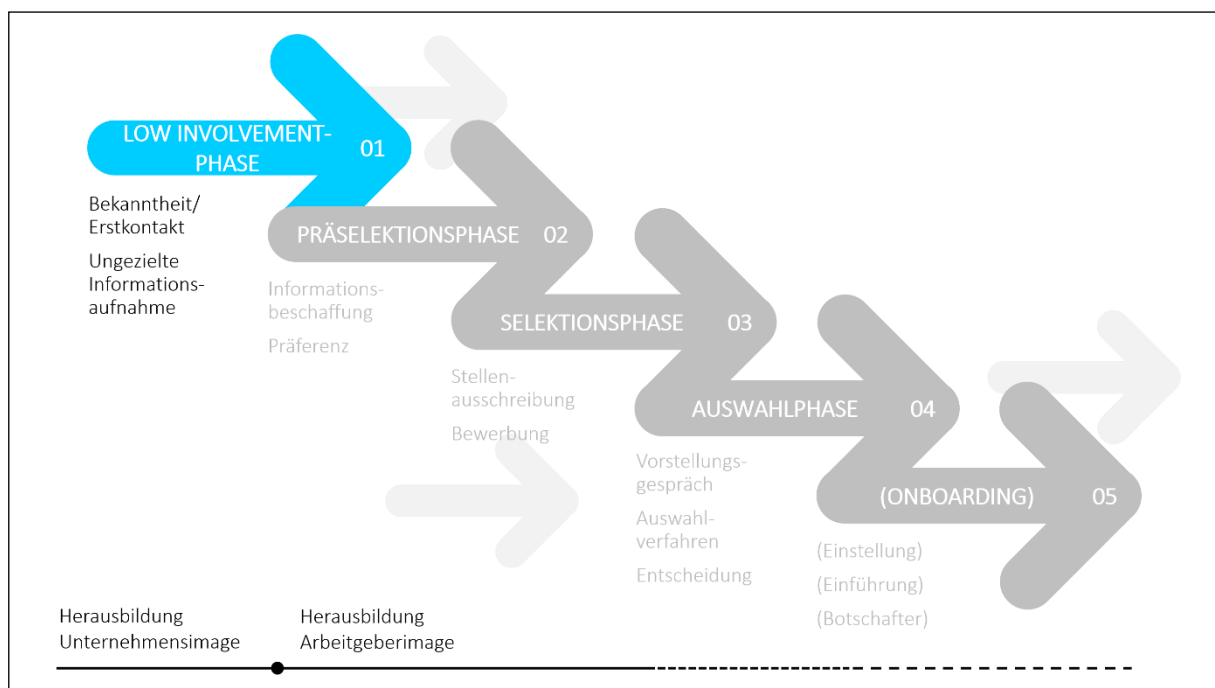 LOW INVOLVEMENT-
PHASE
01
Bekanntheit/
Erstkontakt
Ungezielte
Informations-
aufnahme
PRÄSELEKTIONSPHASE
02
Informations-
beschaffung
Präferenz
SELEKTIONSPHASE
03
Stellen-
ausschreibung
Bewerbung
AUSWAHLPHASE
04
Vorstellungs-
gespräch
Auswahl-
verfahren
Entscheidung
(ONBOARDING)
05
(Einstellung)
(Einführung)
(Botschafter)
Herausbildung
Unternehmensimage
Herausbildung
Arbeitgeberimage